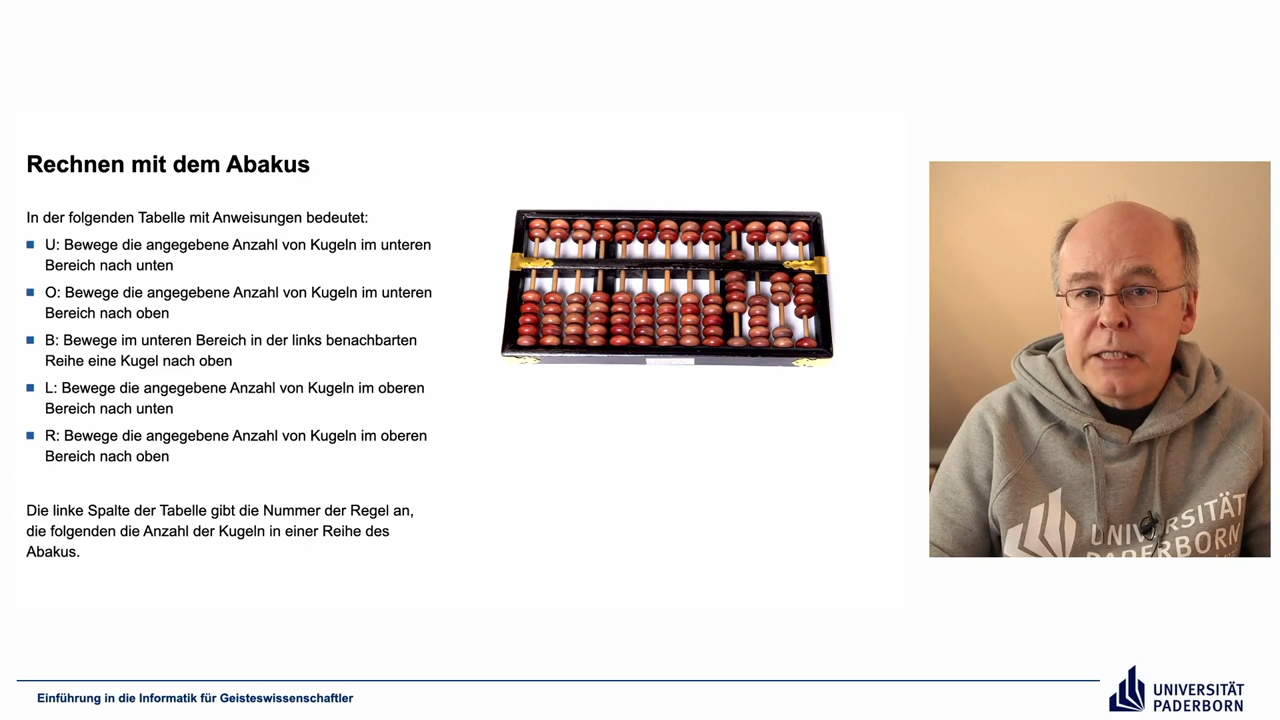 Rechnen mit dem Abakus
In der folgenden Tabelle mit Anweisungen bedeutet:
U: Bewege die angegebene Anzahl von Kugeln im unteren
Bereich nach unten
O: Bewege die angegebene Anzahl von Kugeln im unteren
Bereich nach oben
B: Bewege im unteren Bereich in der links benachbarten
Reihe eine Kugel nach oben
L: Bewege die angegebene Anzahl von Kugeln im oberen
Bereich nach unten
R: Bewege die angegebene Anzahl von Kugeln im oberen
Bereich nach oben
Die linke Spalte der Tabelle gibt die Nummer der Regel an,
die folgenden die Anzahl der Kugeln in einer Reihe des
Abakus.
UNIVERSITÄT
PADERBORN
Einführung in die Informatik für Geisteswissenschaftler
UNIVERSITÄT
PADERBORN